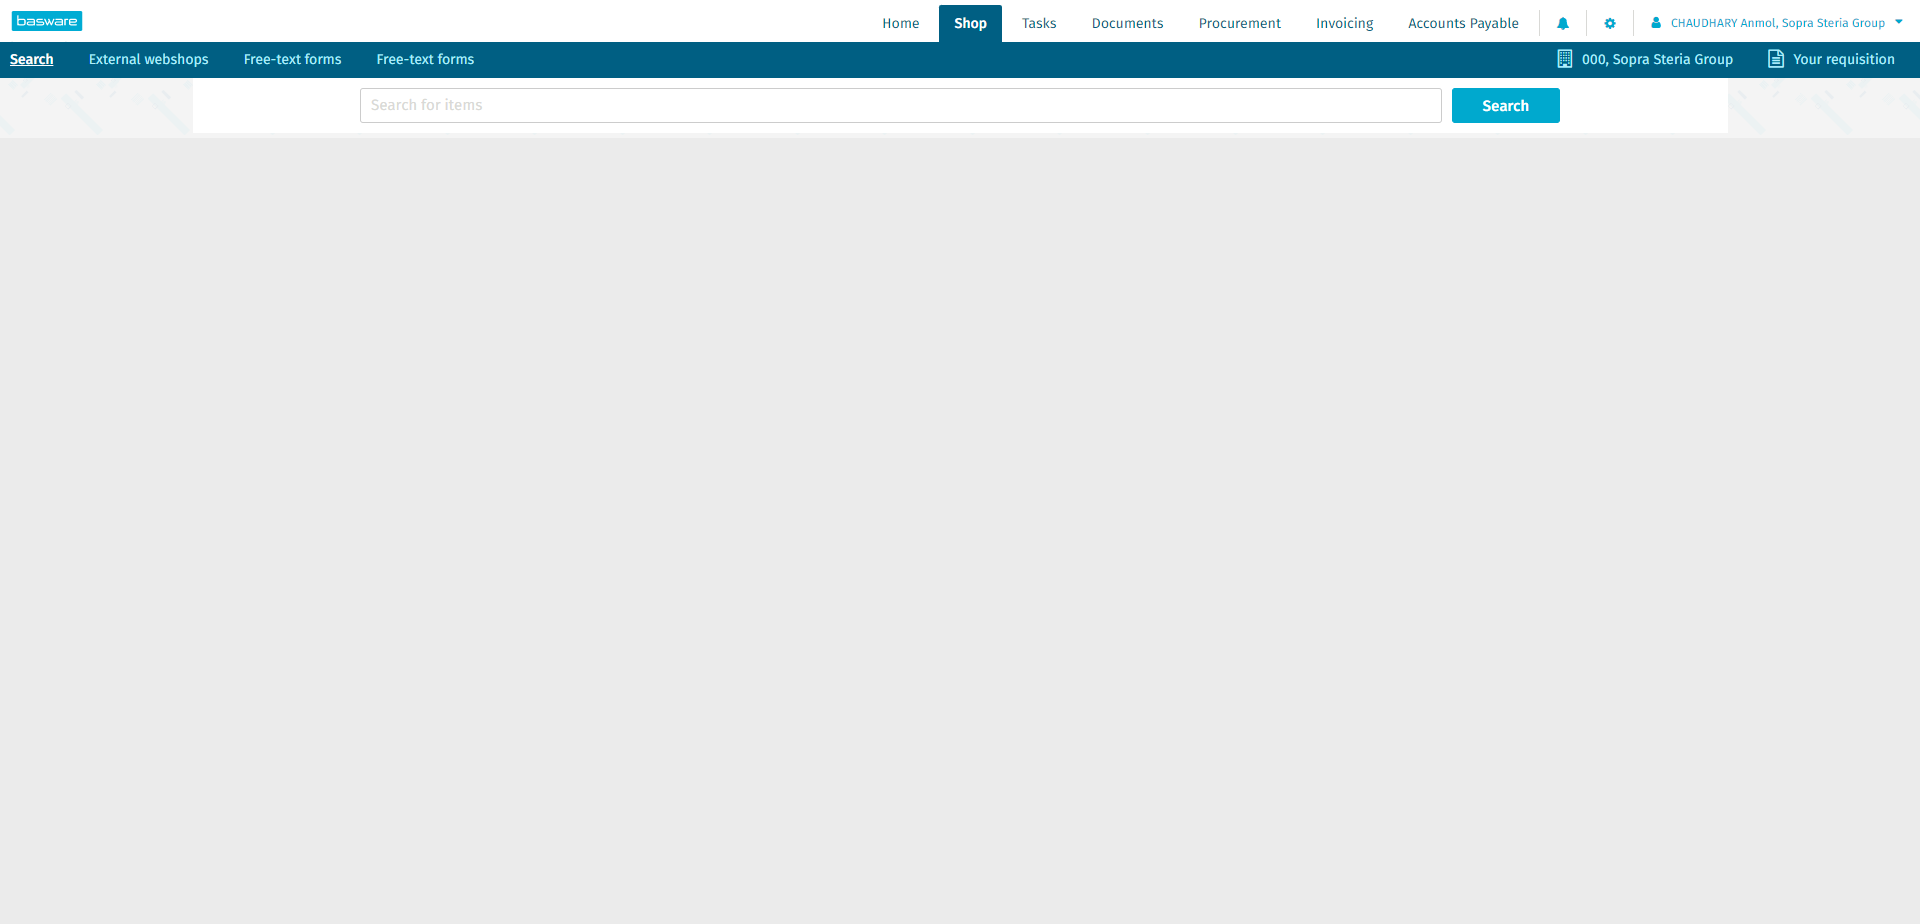 basware
Home Shop Tasks Documents Procurement Invoicing Accounts Payable CHAUDHARY Anmol, Sopra Steria Group
Search External webshops Free-text forms Free-text forms 000, Sopra Steria Group Your requisition
Search for items Search